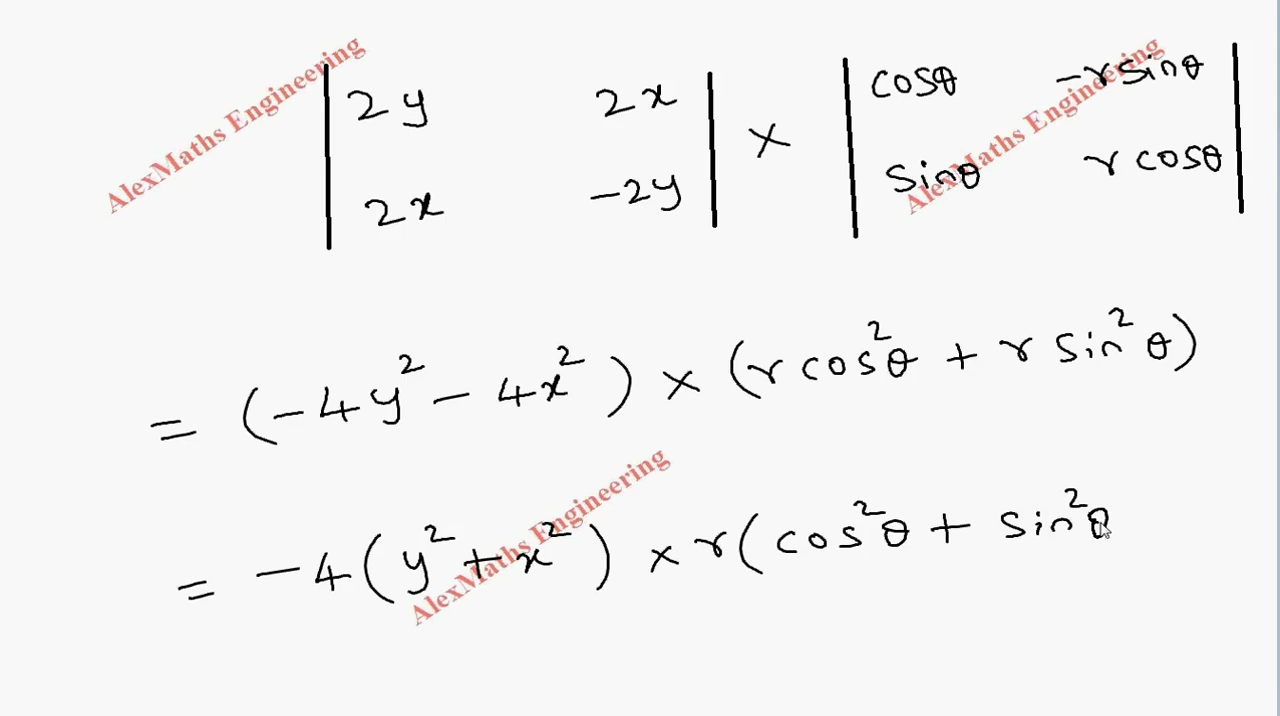 | 2y 2x | × | cosθ -r sinθ |
| 2x -2y | | sinθ r cosθ |
= (-4y² - 4x²) × (r cos²θ + r sin²θ)
= -4(y² + x²) × r(cos²θ + sin²θ
AlexMaths Engineering
AlexMaths Engineering
AlexMaths Engineering